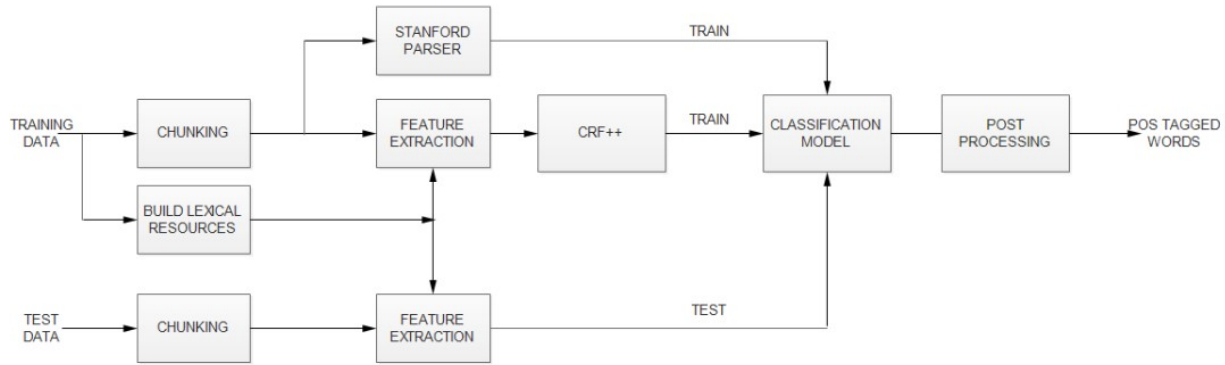 STANFORD
PARSER
TRAIN
TRAINING
DATA
CHUNKING
FEATURE
EXTRACTION
CRF++
TRAIN
CLASSIFICATION
MODEL
POST
PROCESSING
POS TAGGED
WORDS
BUILD LEXICAL
RESOURCES
TEST
DATA
CHUNKING
FEATURE
EXTRACTION
TEST